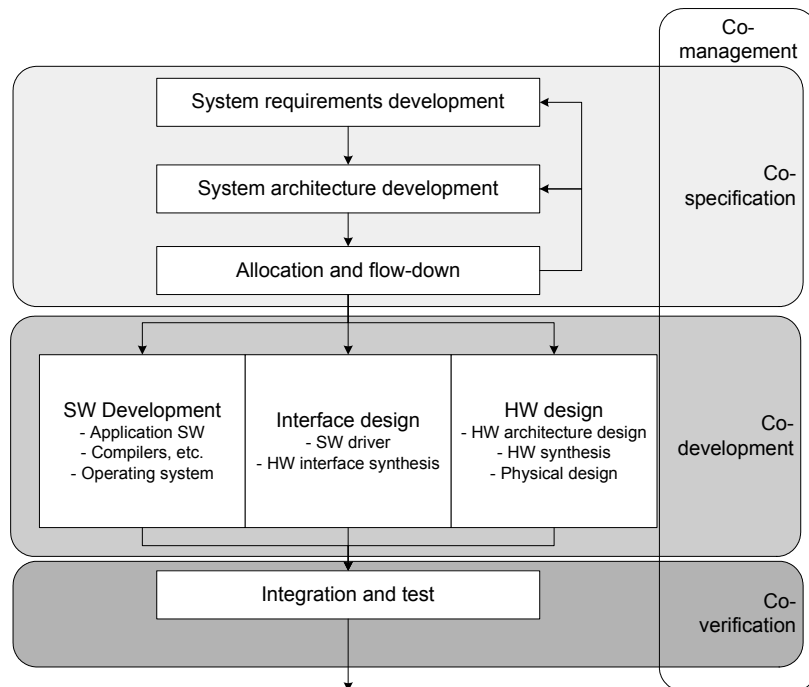 Co-
management
System requirements development
System architecture development
Co-
specification
Allocation and flow-down
SW Development
- Application SW
- Compilers, etc.
- Operating system
Interface design
- SW driver
- HW interface synthesis
HW design
- HW architecture design
- HW synthesis
- Physical design
Co-
development
Integration and test
Co-
verification